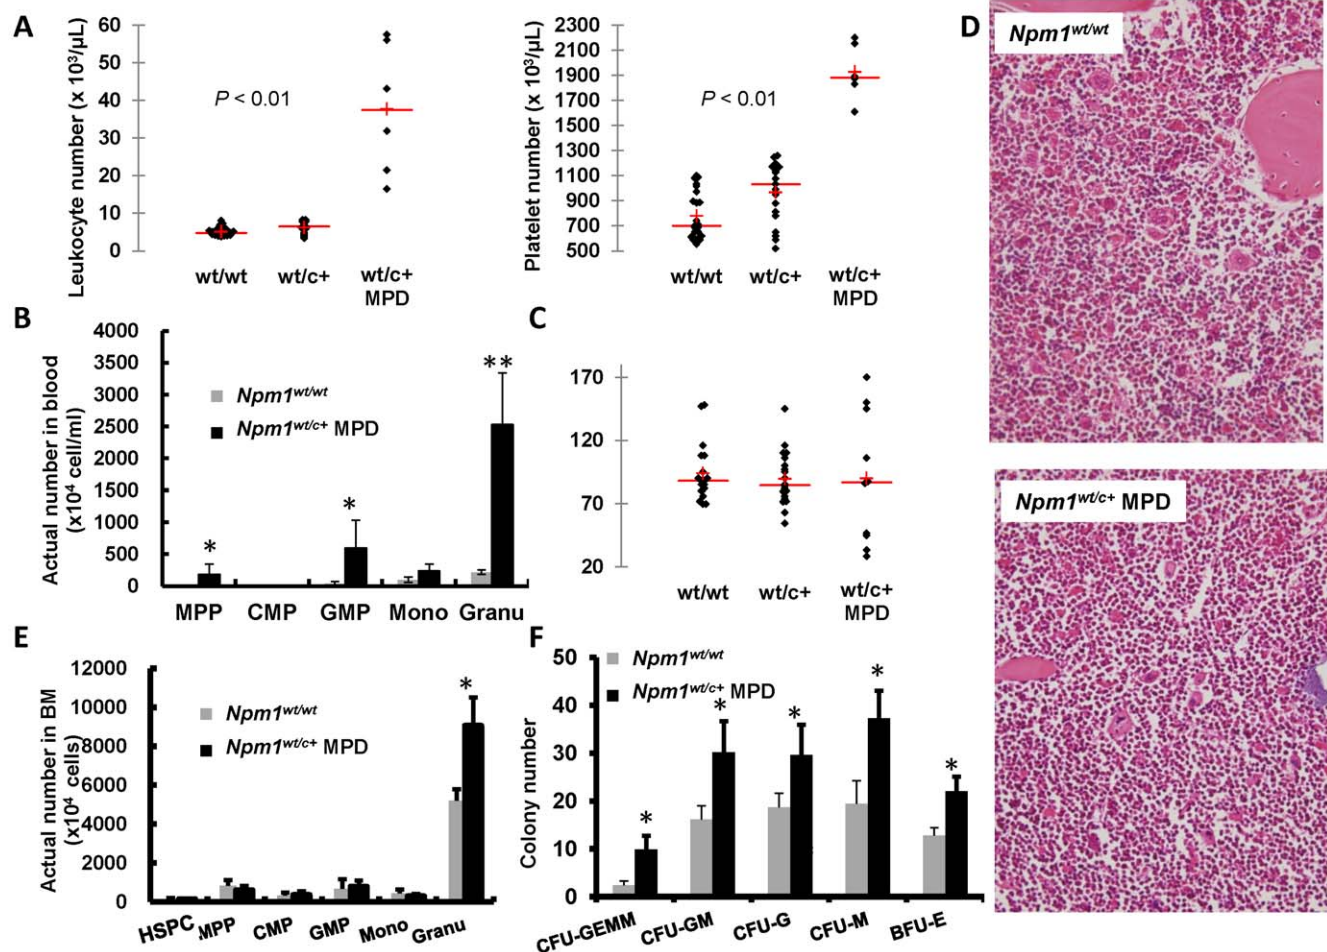 A
Leukocyte number (x 10³/µL)
60
50
40
30
20
10
0
P < 0.01
wt/wt
wt/c+
wt/c+
MPD
Platelet number (x 10³/µL)
2300
2100
1900
1700
1500
1300
1100
900
700
500
P < 0.01
wt/wt
wt/c+
wt/c+
MPD
D
Npm1wt/wt
Npm1wt/c+ MPD
B
Actual number in blood
(x10⁴ cell/ml)
4000
3500
3000
2500
2000
1500
1000
500
0
Npm1wt/wt
Npm1wt/c+ MPD
*
*
**
MPP
CMP
GMP
Mono
Granu
C
170
120
70
20
wt/wt
wt/c+
wt/c+
MPD
E
Actual number in BM
(x10⁴ cells)
12000
10000
8000
6000
4000
2000
0
Npm1wt/wt
Npm1wt/c+ MPD
*
HSPC
MPP
CMP
GMP
Mono
Granu
F
Colony number
50
40
30
20
10
0
Npm1wt/wt
Npm1wt/c+ MPD
*
*
*
*
*
CFU-GEMM
CFU-GM
CFU-G
CFU-M
BFU-E